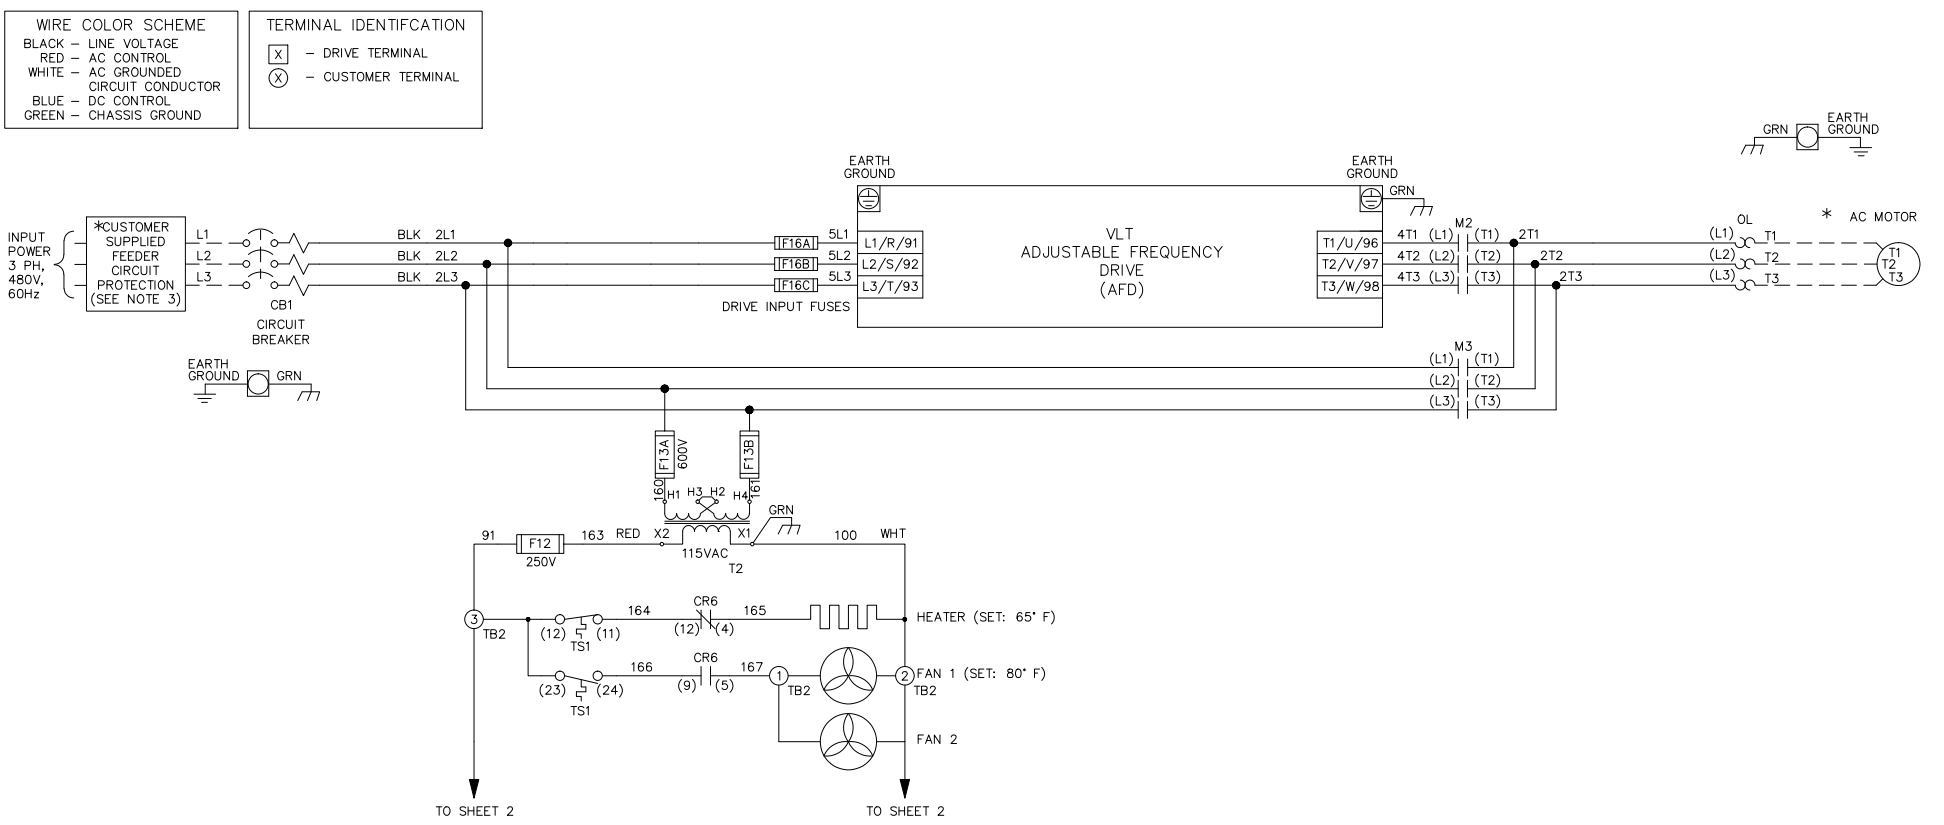 WIRE COLOR SCHEME
BLACK – LINE VOLTAGE
RED – AC CONTROL
WHITE – AC GROUNDED
CIRCUIT CONDUCTOR
BLUE – DC CONTROL
GREEN – CHASSIS GROUND
TERMINAL IDENTIFCATION
X – DRIVE TERMINAL
X – CUSTOMER TERMINAL
GRN
EARTH
GROUND
INPUT
POWER
3 PH,
480V,
60Hz
*CUSTOMER
SUPPLIED
FEEDER
CIRCUIT
PROTECTION
(SEE NOTE 3)
L1
L2
L3
CB1
CIRCUIT
BREAKER
BLK 2L1
BLK 2L2
BLK 2L3
F16A
F16B
F16C
5L1
5L2
5L3
DRIVE INPUT FUSES
EARTH
GROUND
L1/R/91
L2/S/92
L3/T/93
VLT
ADJUSTABLE FREQUENCY
DRIVE
(AFD)
EARTH
GROUND
GRN
T1/U/96
T2/V/97
T3/W/98
M2
4T1 (L1) (T1) 2T1
4T2 (L2) (T2) 2T2
4T3 (L3) (T3) 2T3
OL
(L1) T1
(L2) T2
(L3) T3
* AC MOTOR
T1
T2
T3
M3
(L1) (T1)
(L2) (T2)
(L3) (T3)
EARTH
GROUND
GRN
F13A
600V
F13B
160
H1 H3 H2 H4
161
GRN
91
F12
250V
163 RED X2
X1
115VAC
T2
100 WHT
3
TB2
(12) (11)
TS1
164
CR6
(12) (4)
165
HEATER (SET: 65° F)
(23) (24)
TS1
166
CR6
(9) (5)
167
1
TB2
2
TB2
FAN 1 (SET: 80° F)
FAN 2
TO SHEET 2
TO SHEET 2